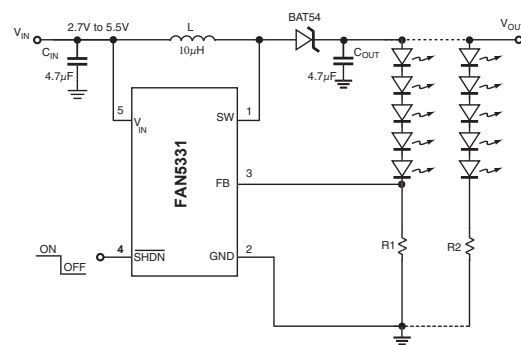 2.7V to 5.5V
L
BAT54
VIN
VOUT
CIN
10µH
COUT
4.7µF
4.7µF
5
1
VIN
SW
FAN5331
3
FB
ON
4
2
R1
R2
SHDN
GND
OFF